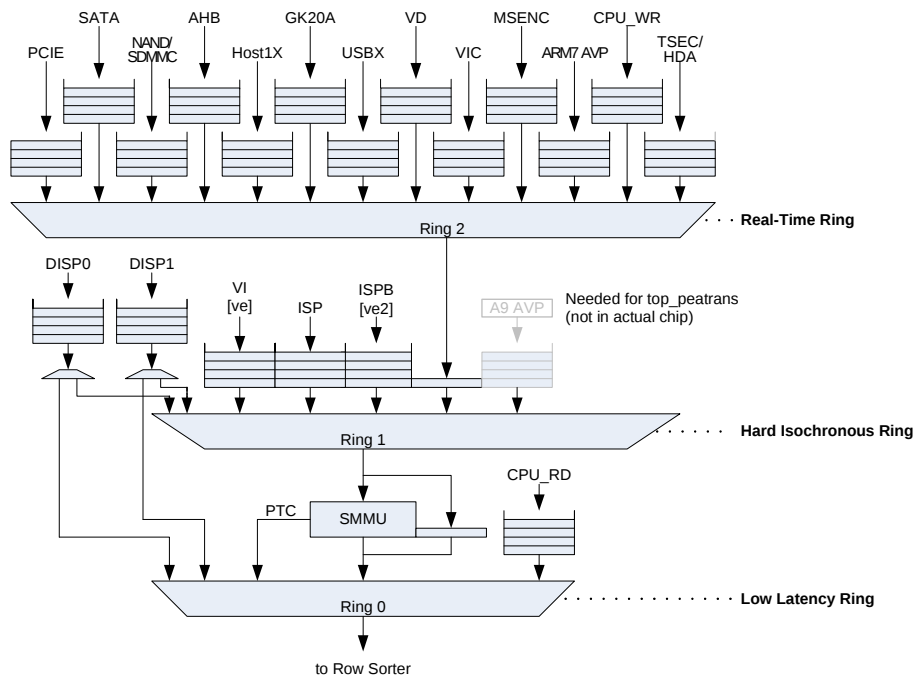 SATA
AHB
GK20A
VD
MSENC
CPU_WR
PCIE
NAND/
SDMMC
Host1X
USBX
VIC
ARM7 AVP
TSEC/
HDA
Ring 2
Real-Time Ring
DISP0
DISP1
VI
[ve]
ISP
ISPB
[ve2]
A9 AVP
Needed for top_peatrans
(not in actual chip)
Ring 1
Hard Isochronous Ring
CPU_RD
PTC
SMMU
Ring 0
Low Latency Ring
to Row Sorter